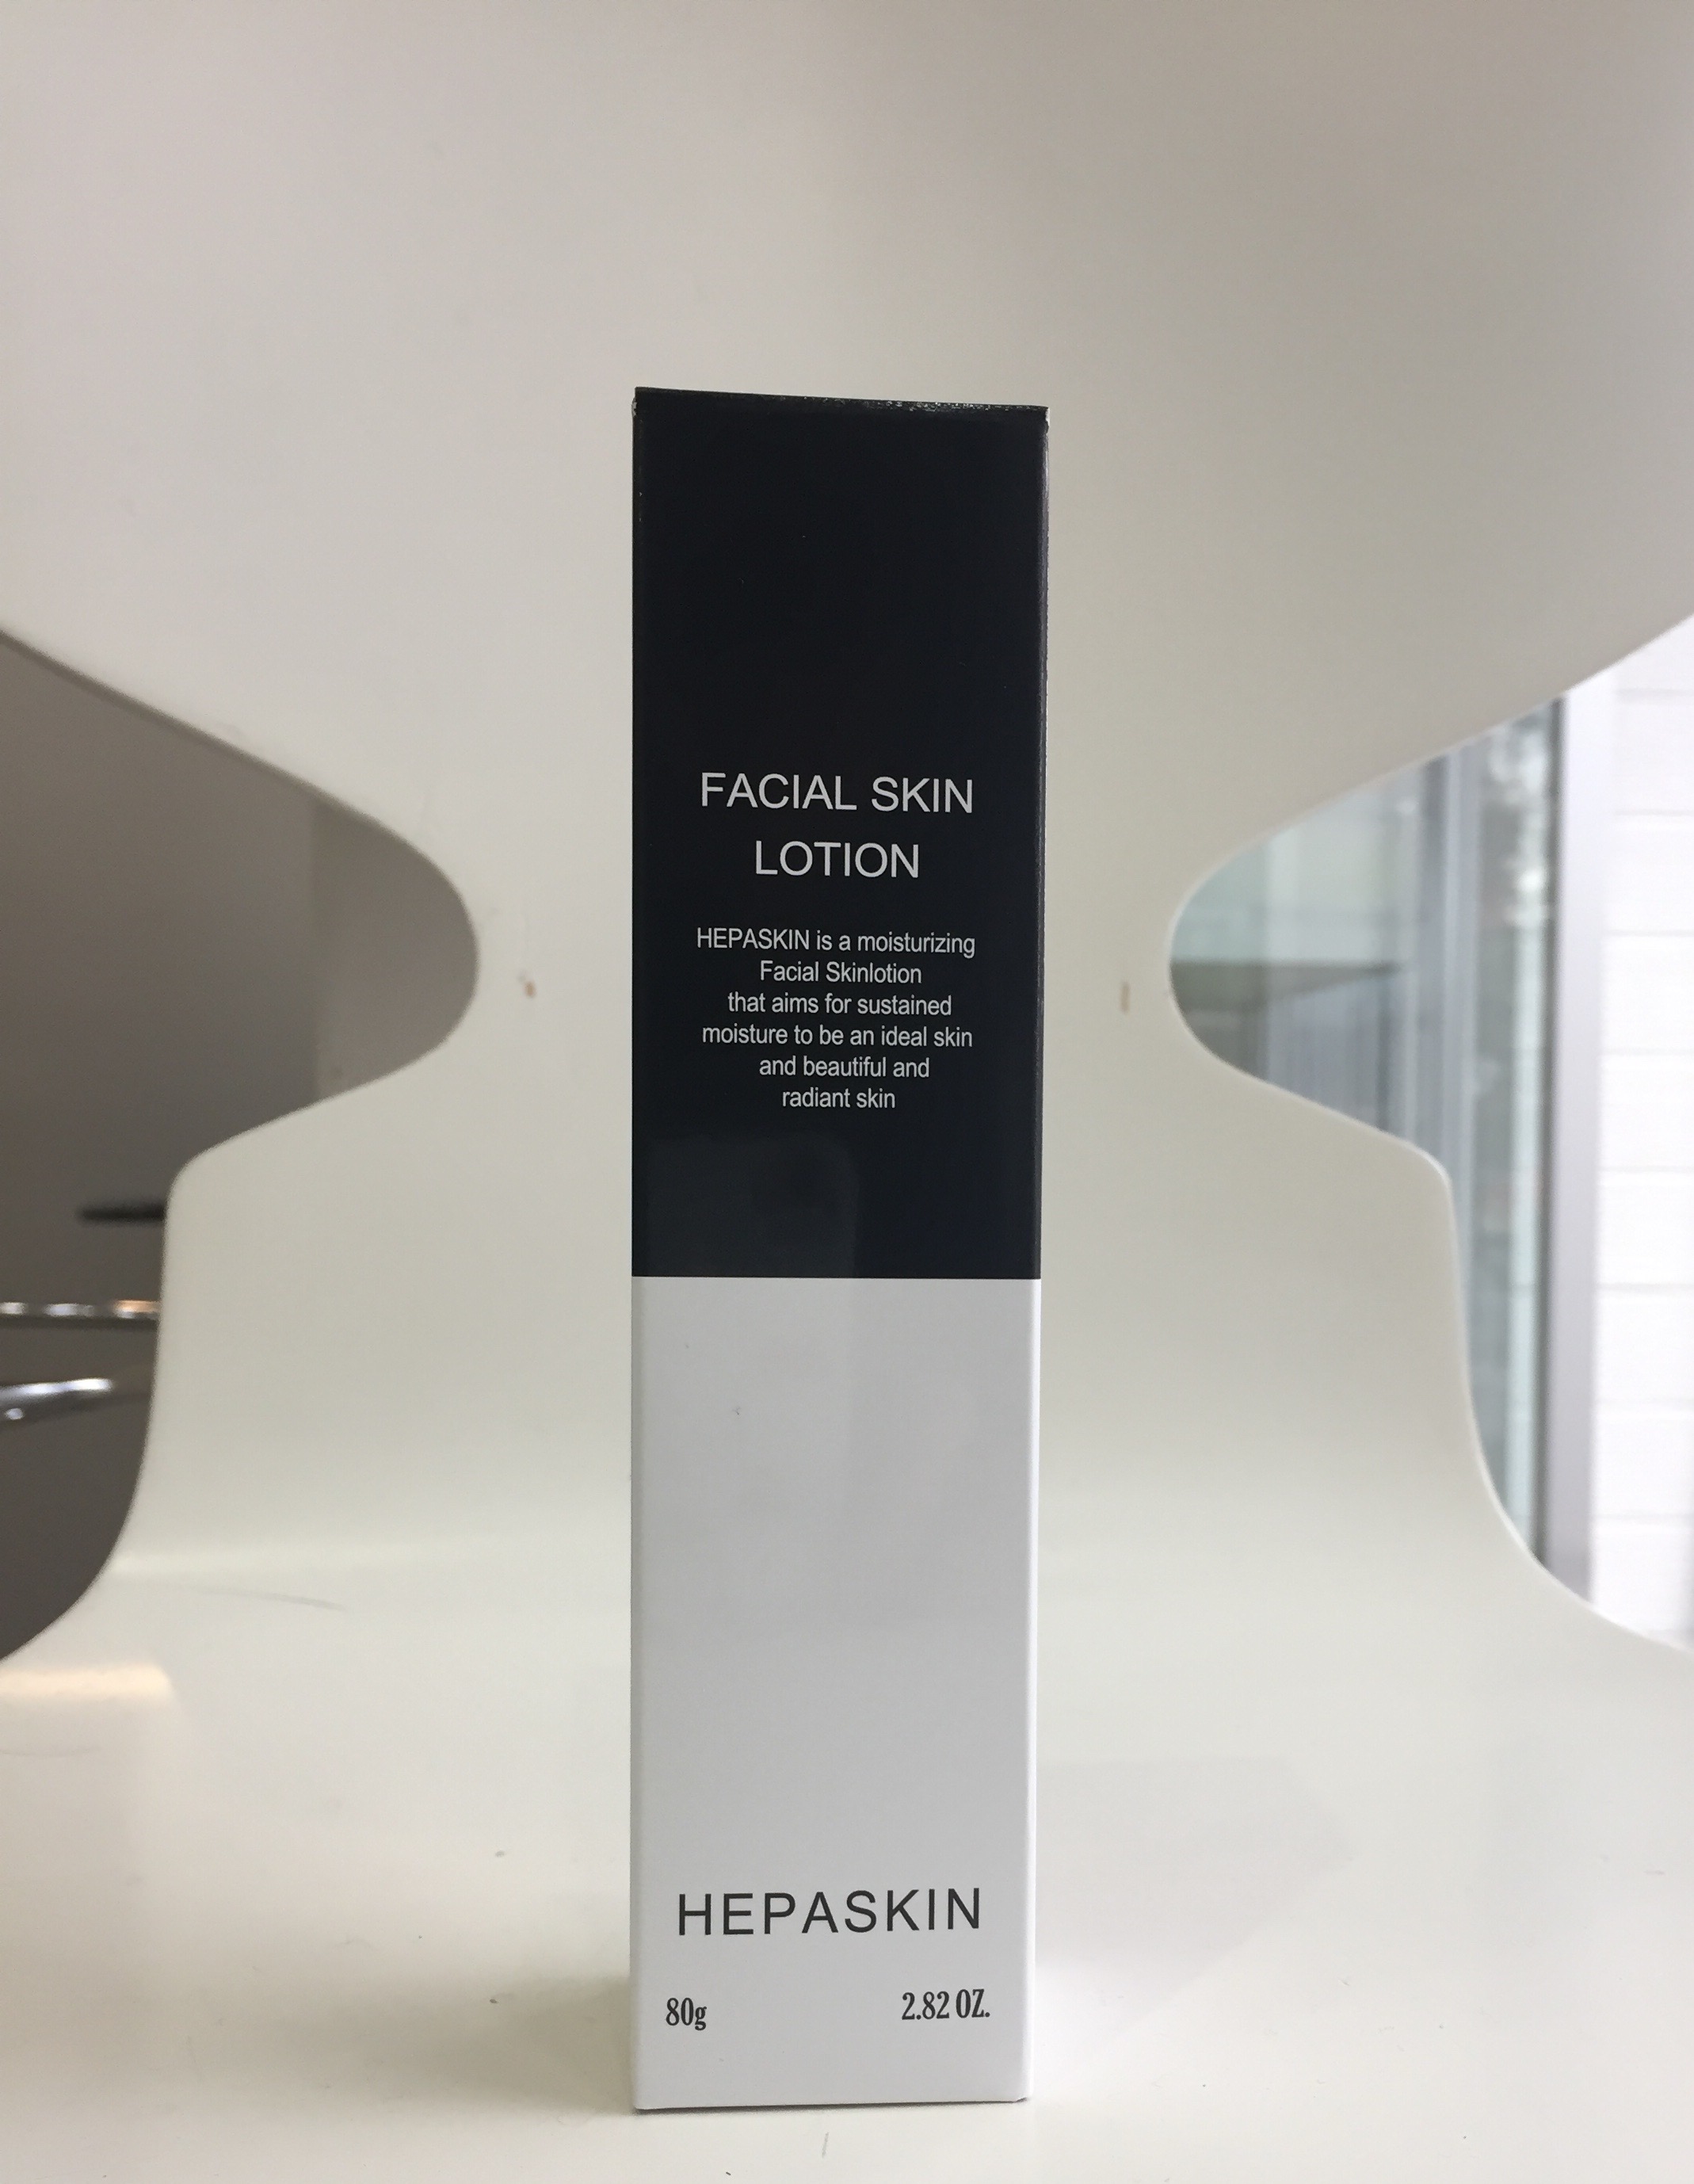 FACIAL SKIN
LOTION
HEPASKIN is a moisturizing
Facial Skinlotion
that aims for sustained
moisture to be an ideal skin
and beautiful and
radiant skin
HEPASKIN
80g 2.82 OZ.